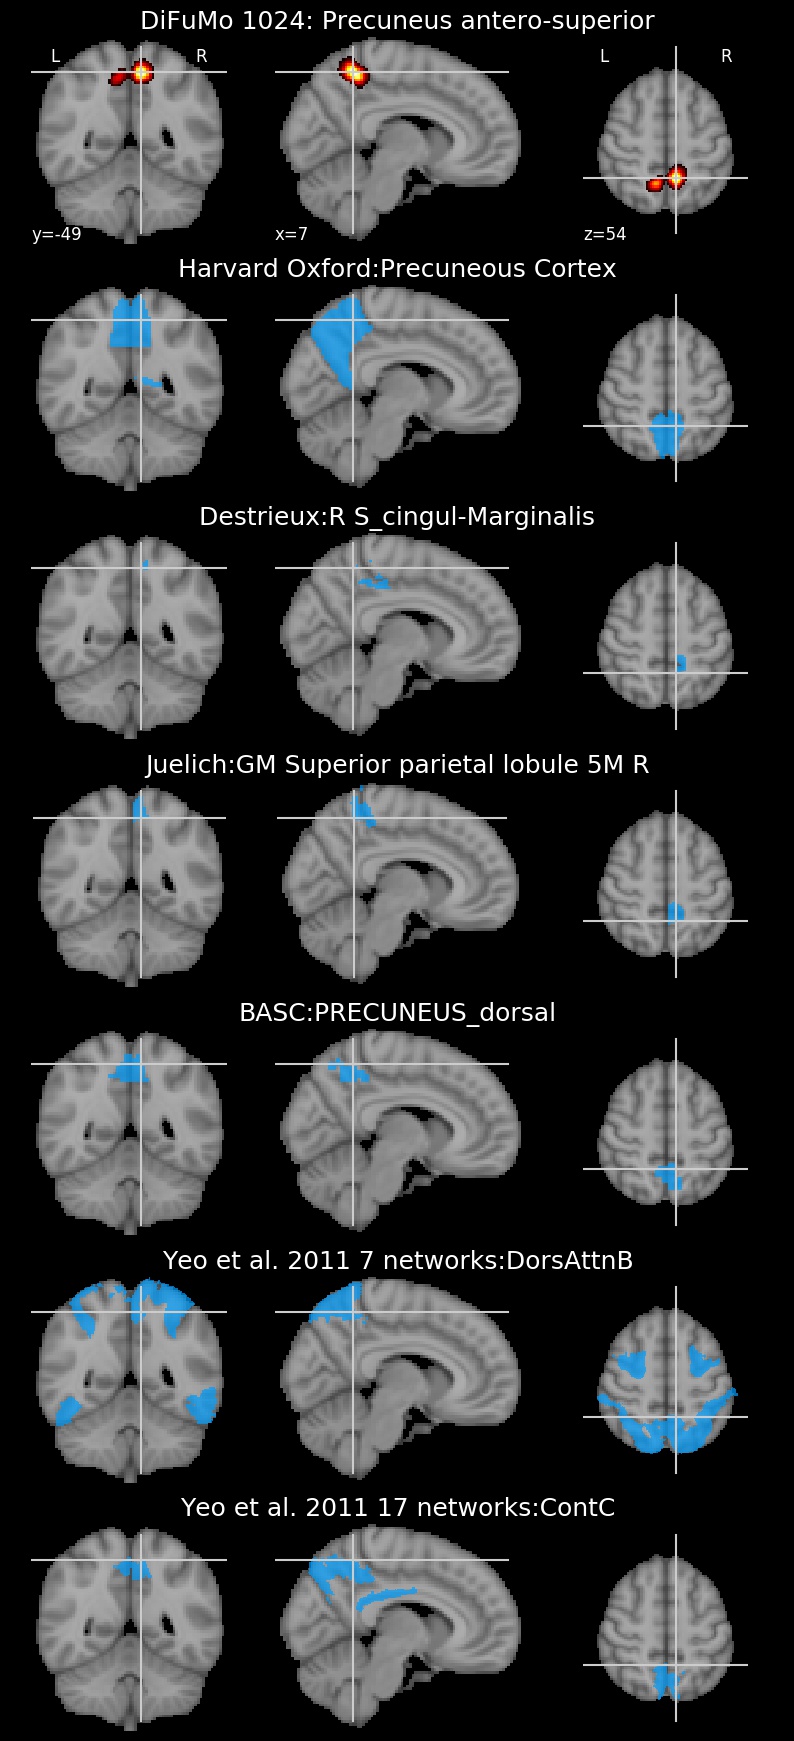 DiFuMo 1024: Precuneus antero-superior
L R L R
y=-49 x=7 z=54
Harvard Oxford:Precuneous Cortex
Destrieux:R S_cingul-Marginalis
Juelich:GM Superior parietal lobule 5M R
BASC:PRECUNEUS_dorsal
Yeo et al. 2011 7 networks:DorsAttnB
Yeo et al. 2011 17 networks:ContC